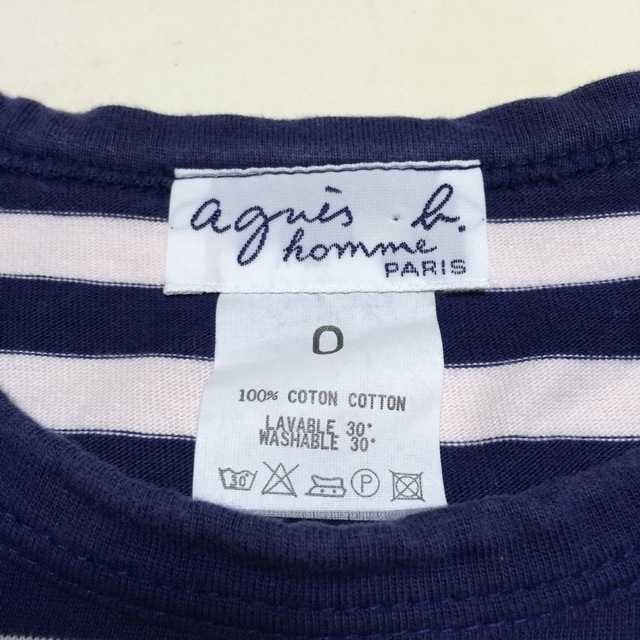 agnès b.
homme
PARIS
0
100% COTON COTTON
LAVABLE 30°
WASHABLE 30°
30°
P